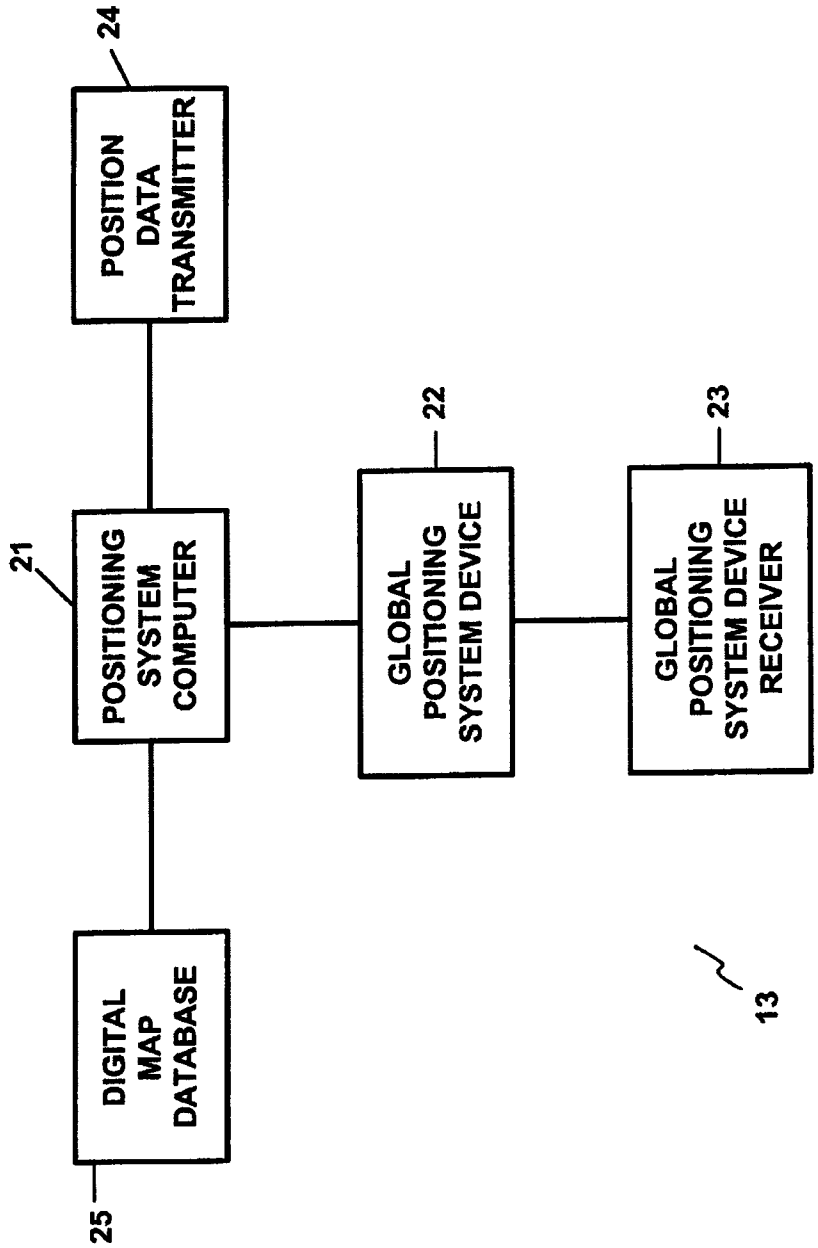 25
DIGITAL
MAP
DATABASE
21
POSITIONING
SYSTEM
COMPUTER
24
POSITION
DATA
TRANSMITTER
22
GLOBAL
POSITIONING
SYSTEM DEVICE
23
GLOBAL
POSITIONING
SYSTEM DEVICE
RECEIVER
13